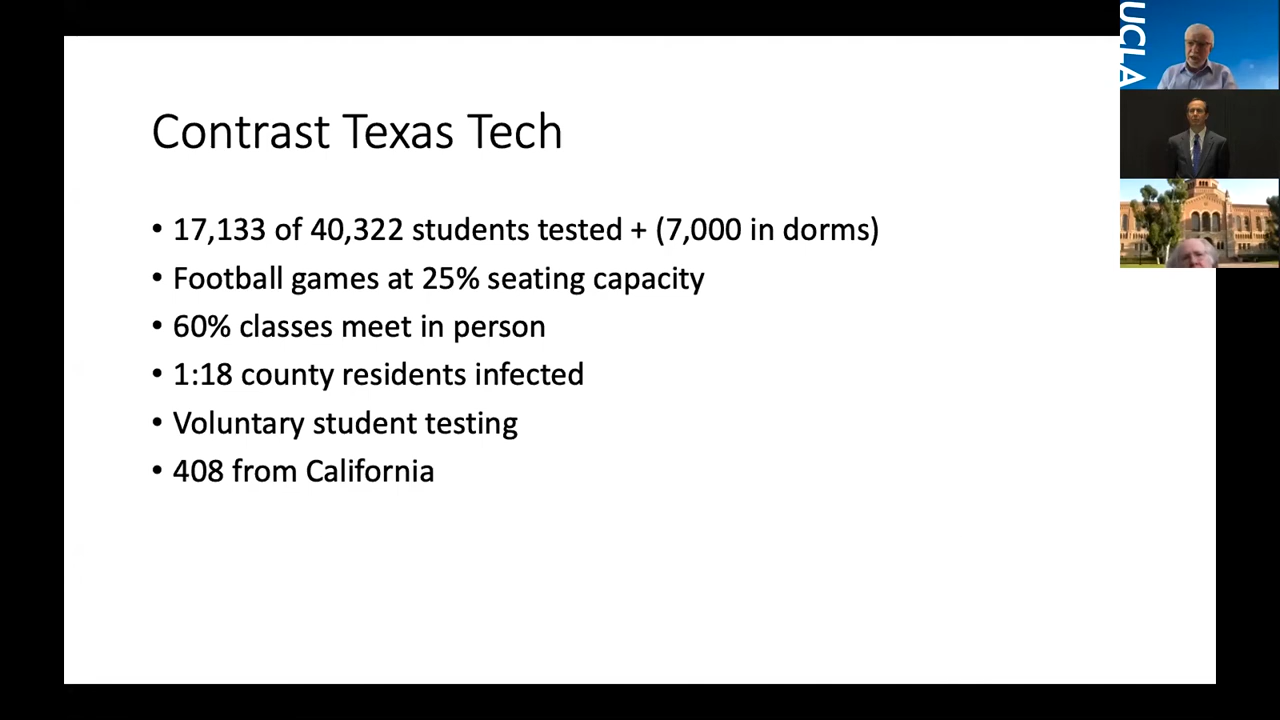 Contrast Texas Tech
• 17,133 of 40,322 students tested + (7,000 in dorms)
• Football games at 25% seating capacity
• 60% classes meet in person
• 1:18 county residents infected
• Voluntary student testing
• 408 from California
UCLA